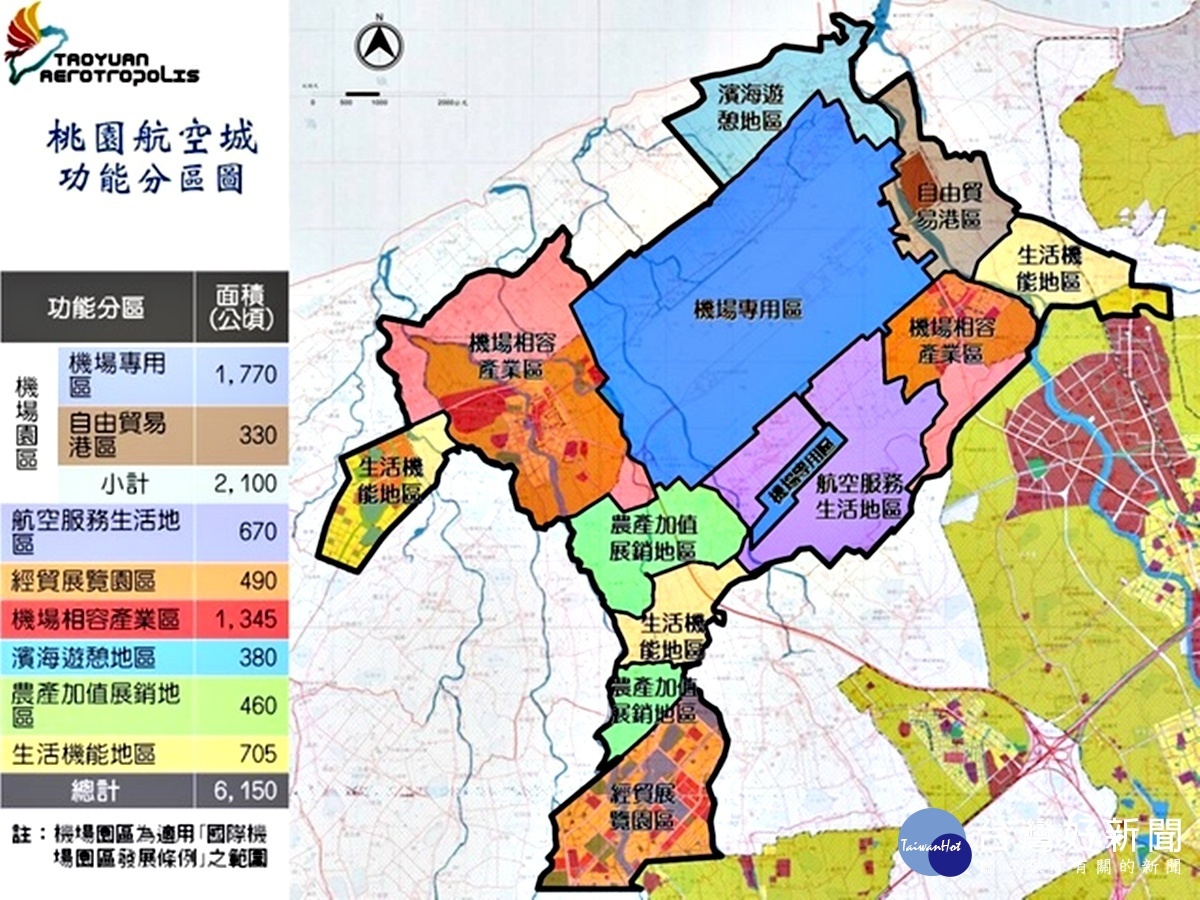 TAOYUAN
AEROTROPOLIS
桃園航空城
功能分區圖
N
0 500 1000 2000公尺
功能分區
面積
(公頃)
機場園區
機場專用
區
1,770
自由貿易
港區
330
小計
2,100
航空服務生活地
區
670
經貿展覽園區
490
機場相容產業區
1,345
濱海遊憩地區
380
農產加值展銷地
區
460
生活機能地區
705
總計
6,150
註：機場園區為適用「國際機
場園區發展條例」之範圍
濱海遊
憩地區
自由貿
易港區
生活機
能地區
機場專用區
機場相容
產業區
機場相容
產業區
生活機
能地區
機場專用區
航空服務
生活地區
農產加值
展銷地區
生活機
能地區
農產加值
展銷地區
經貿展
覽園區
TaiwanHot
台灣好新聞
有關的新聞